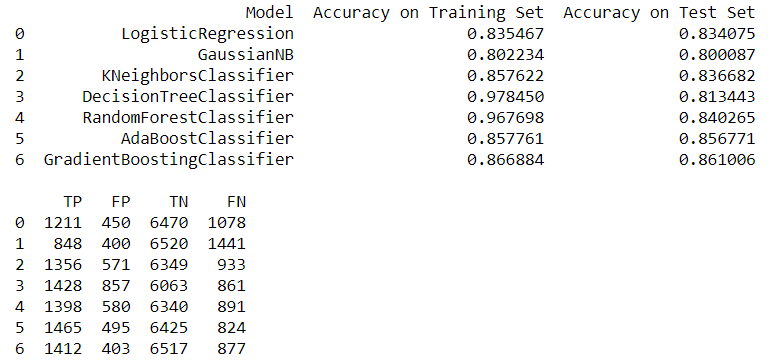 Model Accuracy on Training Set Accuracy on Test Set
0 LogisticRegression 0.835467 0.834075
1 GaussianNB 0.802234 0.800087
2 KNeighborsClassifier 0.857622 0.836682
3 DecisionTreeClassifier 0.978450 0.813443
4 RandomForestClassifier 0.967698 0.840265
5 AdaBoostClassifier 0.857761 0.856771
6 GradientBoostingClassifier 0.866884 0.861006
TP FP TN FN
0 1211 450 6470 1078
1 848 400 6520 1441
2 1356 571 6349 933
3 1428 857 6063 861
4 1398 580 6340 891
5 1465 495 6425 824
6 1412 403 6517 877